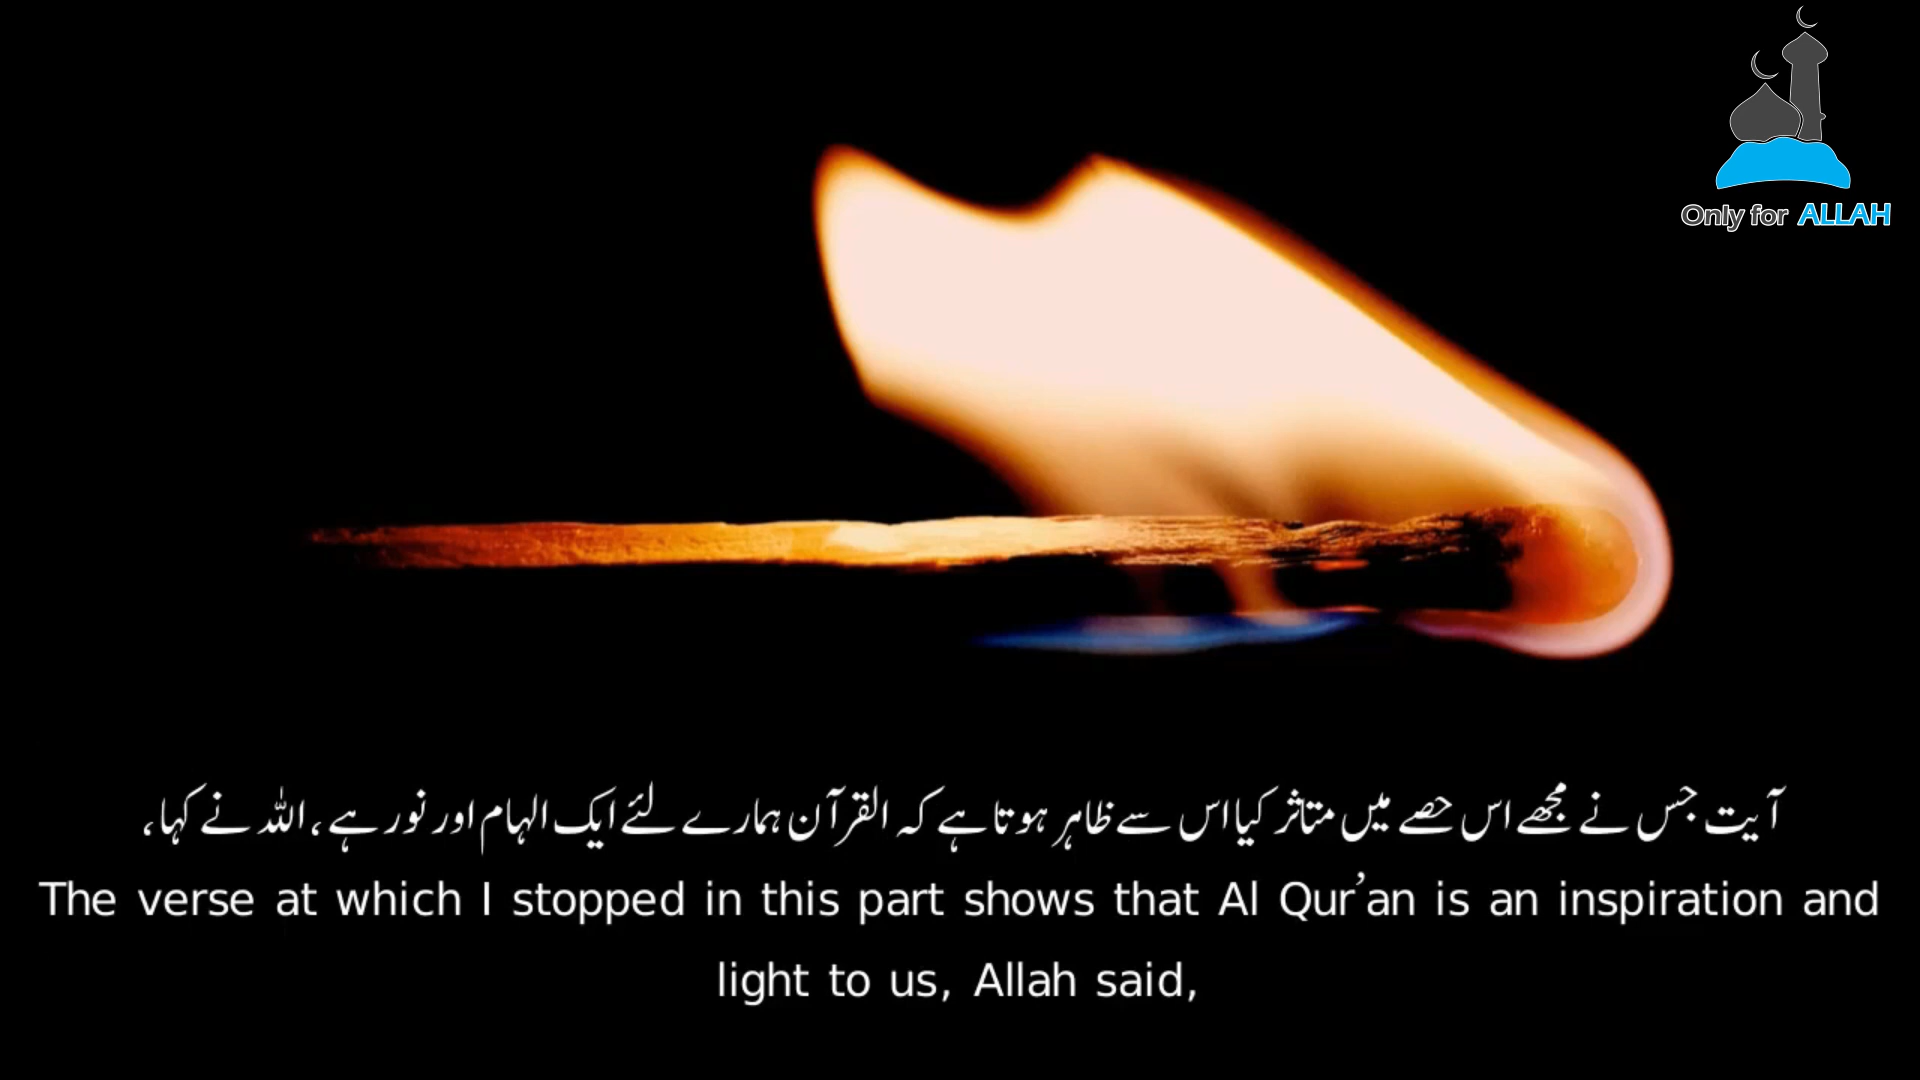 Only for ALLAH
آیت جس نے مجھے اس حصے میں متاثر کیا اس سے ظاہر ہوتا ہے کہ القرآن ہمارے لئے ایک الہام اور نور ہے، اللہ نے کہا،
The verse at which I stopped in this part shows that Al Qur’an is an inspiration and
light to us, Allah said,